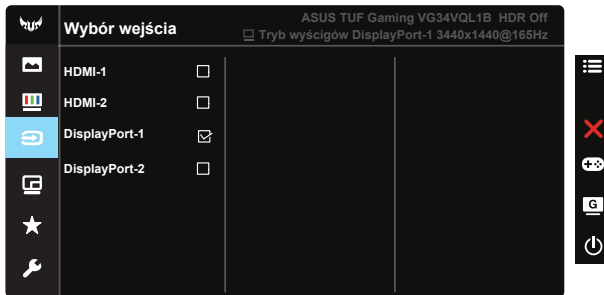 Wybór wejścia
ASUS TUF Gaming VG34VQL1B HDR Off
Tryb wyścigów DisplayPort-1 3440x1440@165Hz
HDMI-1
HDMI-2
DisplayPort-1
DisplayPort-2
G